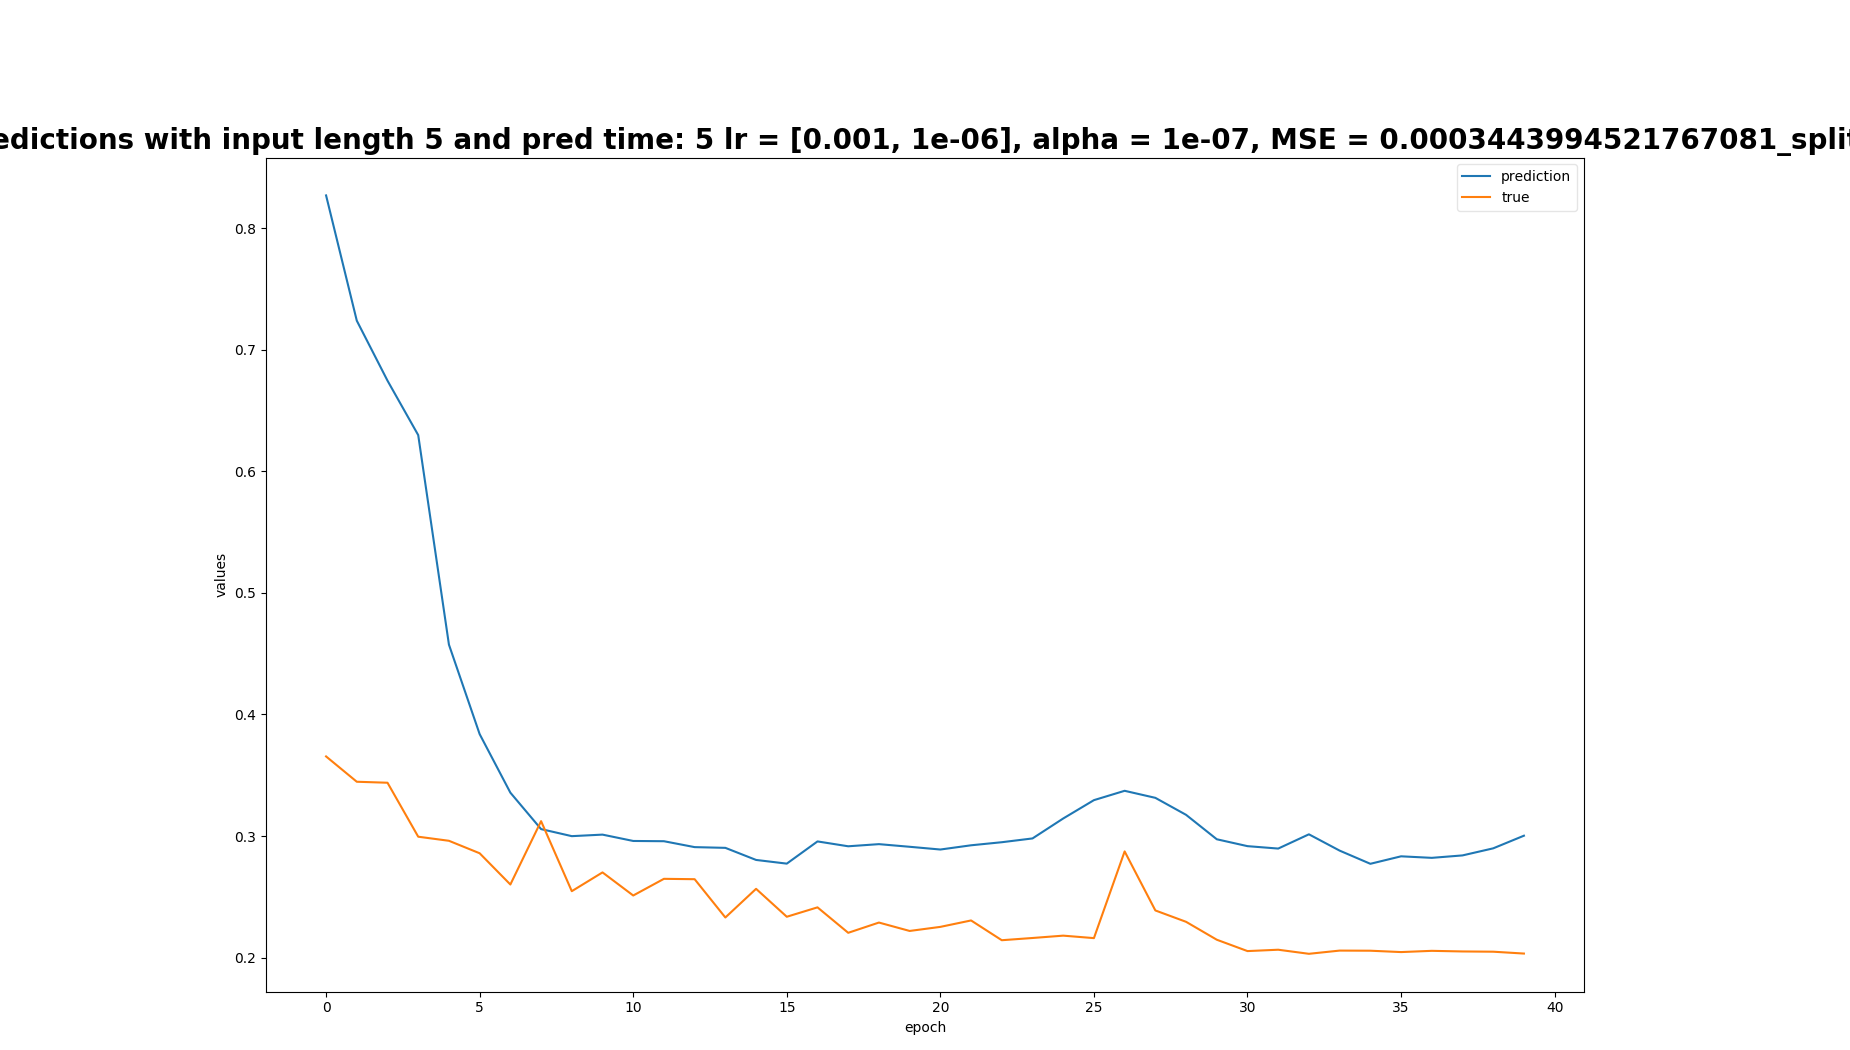 edictions with input length 5 and pred time: 5 lr = [0.001, 1e-06], alpha = 1e-07, MSE = 0.0003443994521767081_split
prediction
true
0.8
0.7
0.6
0.5
0.4
0.3
0.2
values
0 5 10 15 20 25 30 35 40
epoch